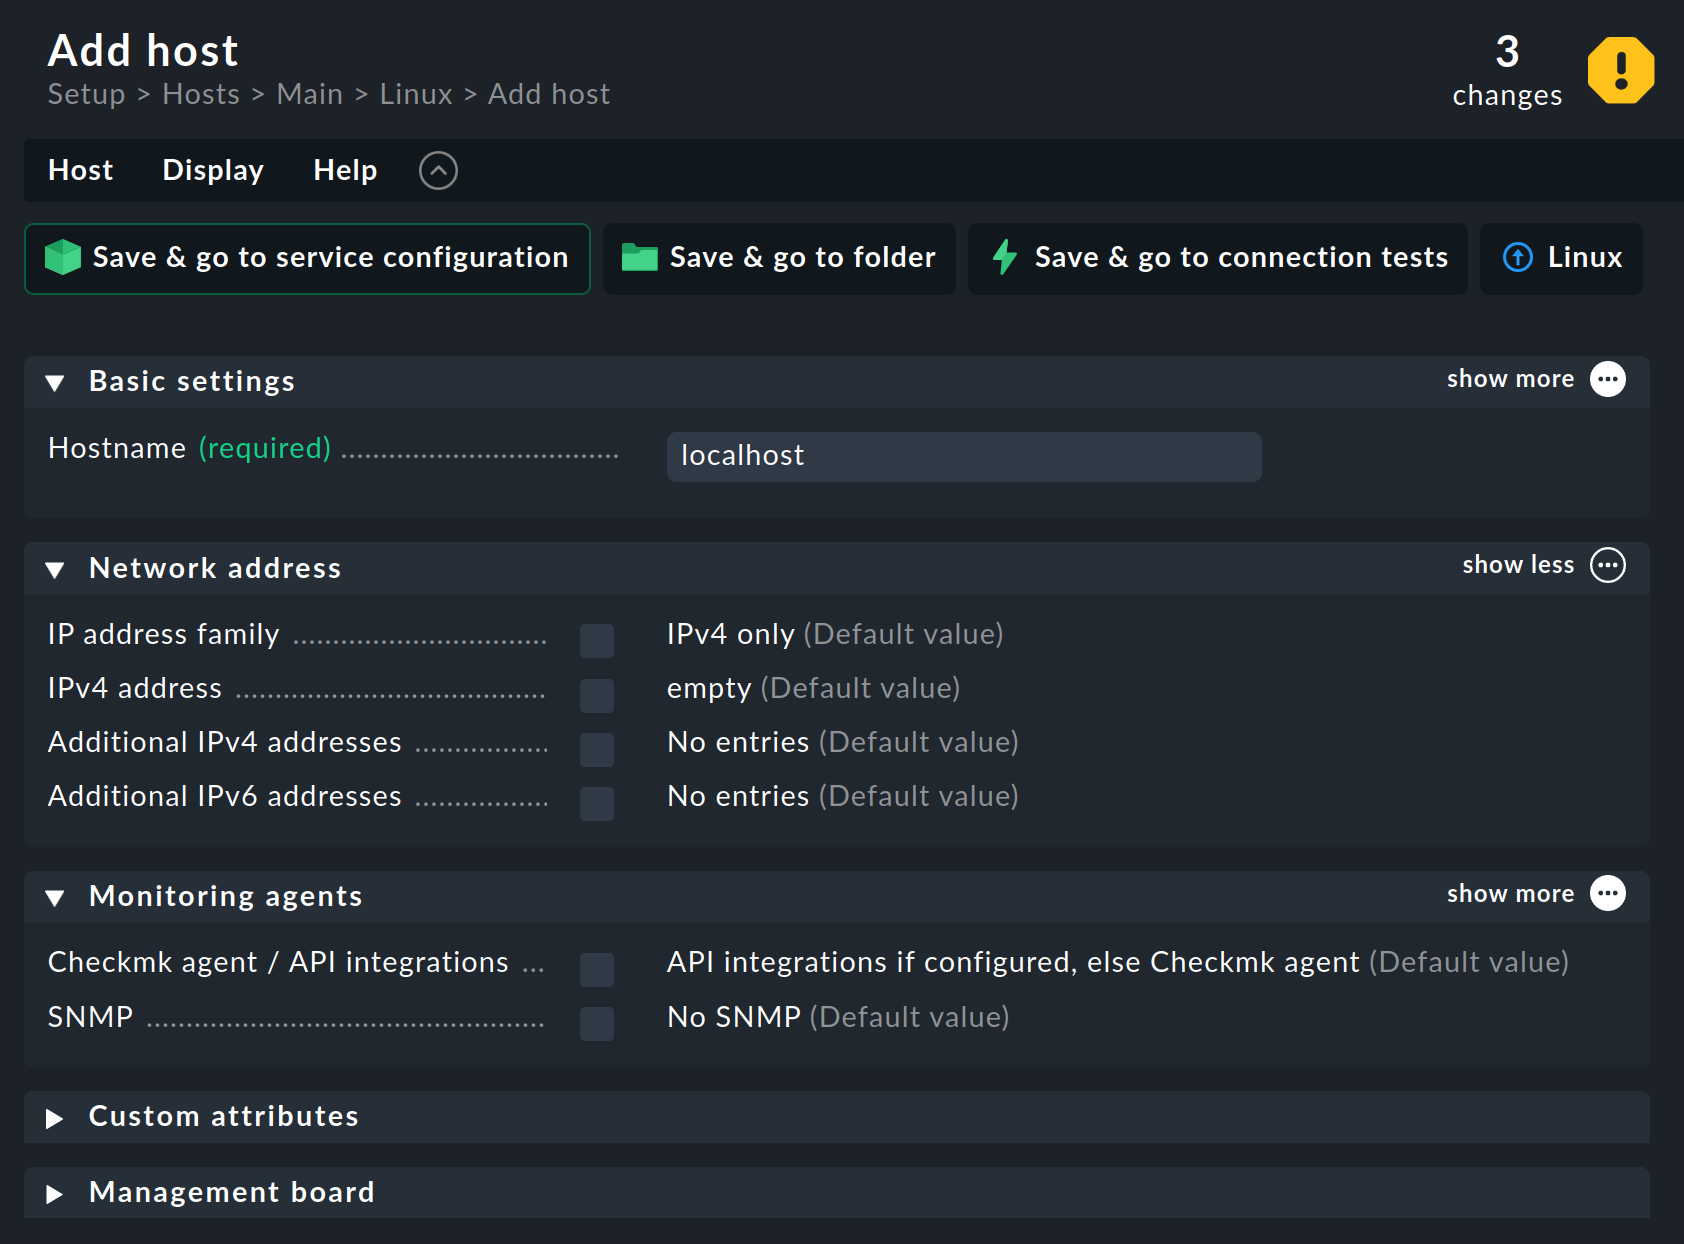 Add host
Setup > Hosts > Main > Linux > Add host
3
changes
Host Display Help
Save & go to service configuration Save & go to folder Save & go to connection tests Linux
Basic settings show more
Hostname (required) localhost
Network address show less
IP address family IPv4 only (Default value)
IPv4 address empty (Default value)
Additional IPv4 addresses No entries (Default value)
Additional IPv6 addresses No entries (Default value)
Monitoring agents show more
Checkmk agent / API integrations API integrations if configured, else Checkmk agent (Default value)
SNMP No SNMP (Default value)
Custom attributes
Management board